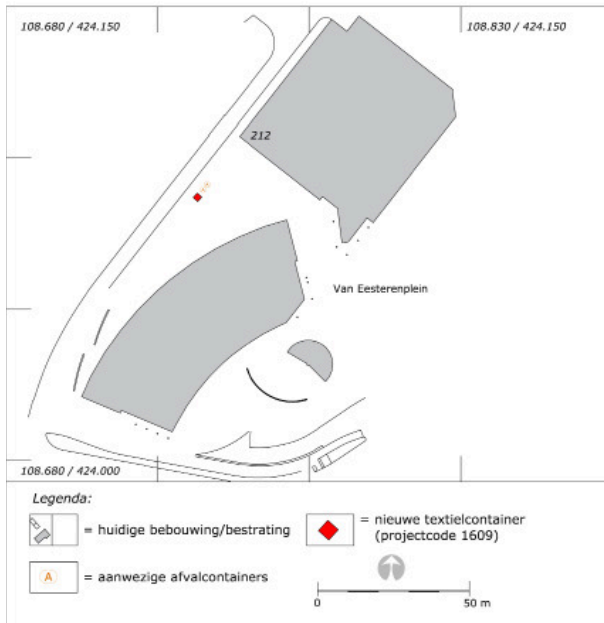 108.680 / 424.150
108.830 / 424.150
212
Van Eesterenplein
108.680 / 424.000
Legenda:
= huidige bebouwing/bestrating
= nieuwe textielcontainer
(projectcode 1609)
A
= aanwezige afvalcontainers
0
50 m